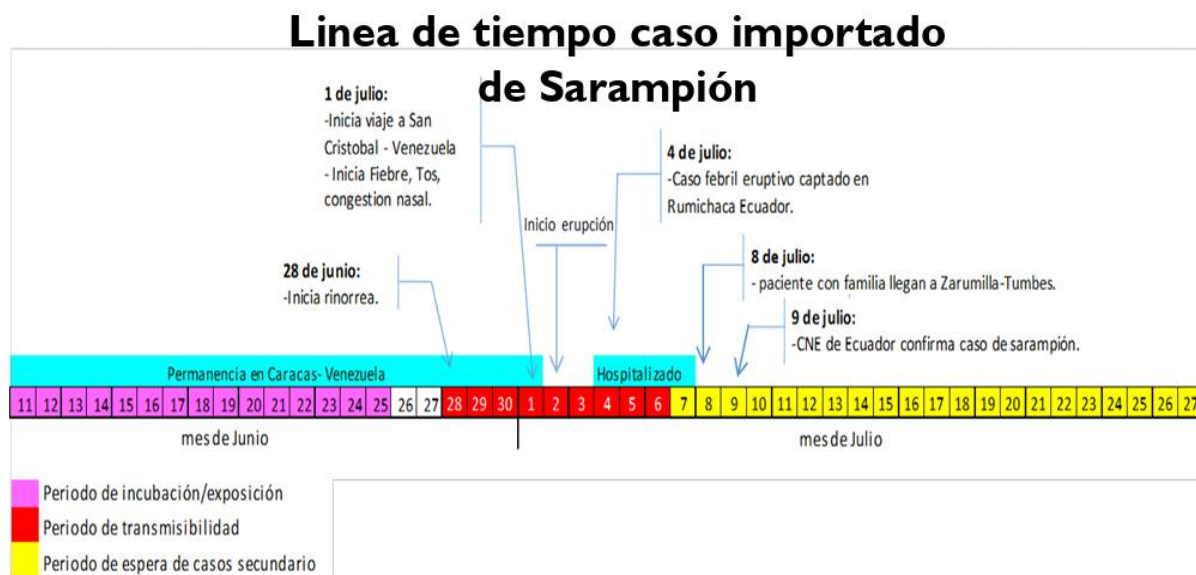 Linea de tiempo caso importado
de Sarampión
1 de julio:
-Inicia viaje a San
Cristobal - Venezuela
- Inicia Fiebre, Tos,
congestion nasal.
4 de julio:
-Caso febril eruptivo captado en
Rumichaca Ecuador.
Inicio erupción
28 de junio:
-Inicia rinorrea.
8 de julio:
- paciente con familia llegan a Zarumilla-Tumbes.
9 de julio:
-CNE de Ecuador confirma caso de sarampión.
Permanencia en Caracas- Venezuela
Hospitalizado
11 12 13 14 15 16 17 18 19 20 21 22 23 24 25 26 27 28 29 30 1 2 3 4 5 6 7 8 9 10 11 12 13 14 15 16 17 18 19 20 21 22 23 24 25 26 27
mes de Junio
mes de Julio
Periodo de incubación/exposición
Periodo de transmisibilidad
Periodo de espera de casos secundario